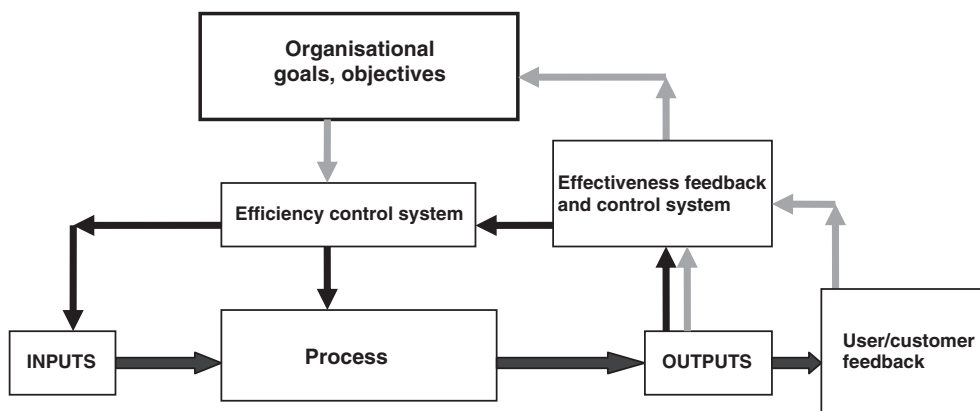 Organisational
goals, objectives
Effectiveness feedback
and control system
Efficiency control system
INPUTS
Process
OUTPUTS
User/customer
feedback